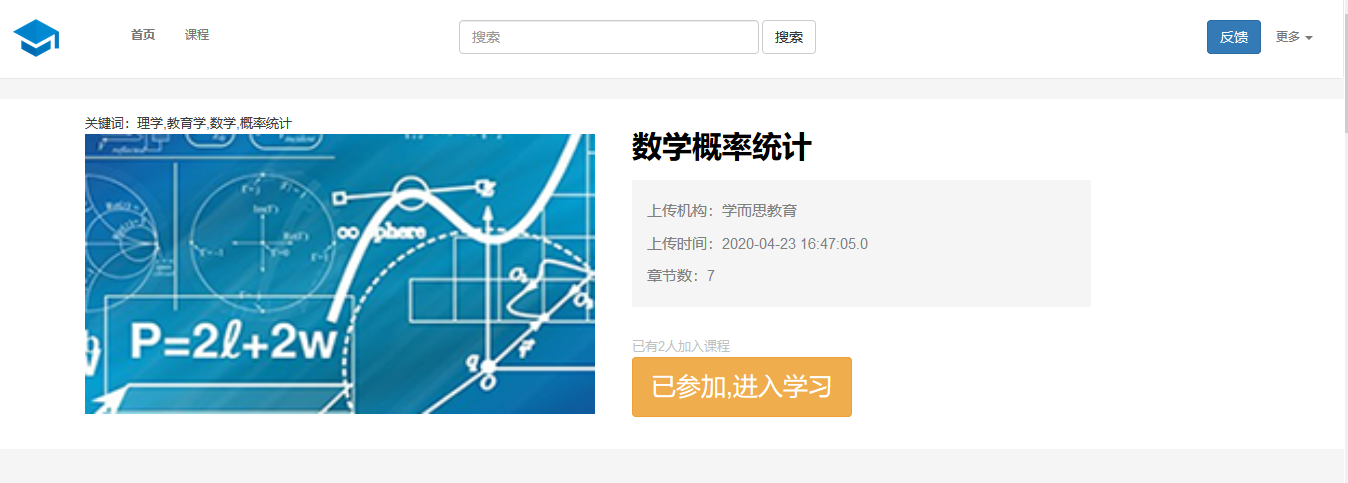 首页
课程
搜索
搜索
反馈
更多
关键词：理学,教育学,数学,概率统计
∞ sphere
P=2ℓ+2w
q
O
数学概率统计
上传机构：学而思教育
上传时间：2020-04-23 16:47:05.0
章节数：7
已有2人加入课程
已参加,进入学习